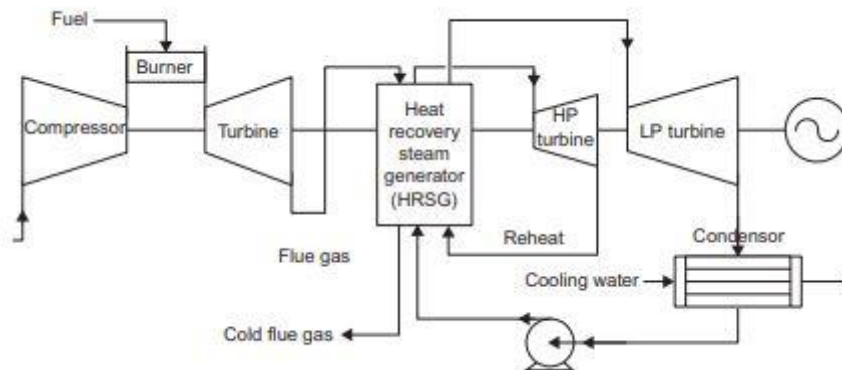 Fuel
Burner
Compressor
Turbine
Heat
recovery
steam
generator
(HRSG)
HP
turbine
LP turbine
Reheat
Condensor
Flue gas
Cooling water
Cold flue gas